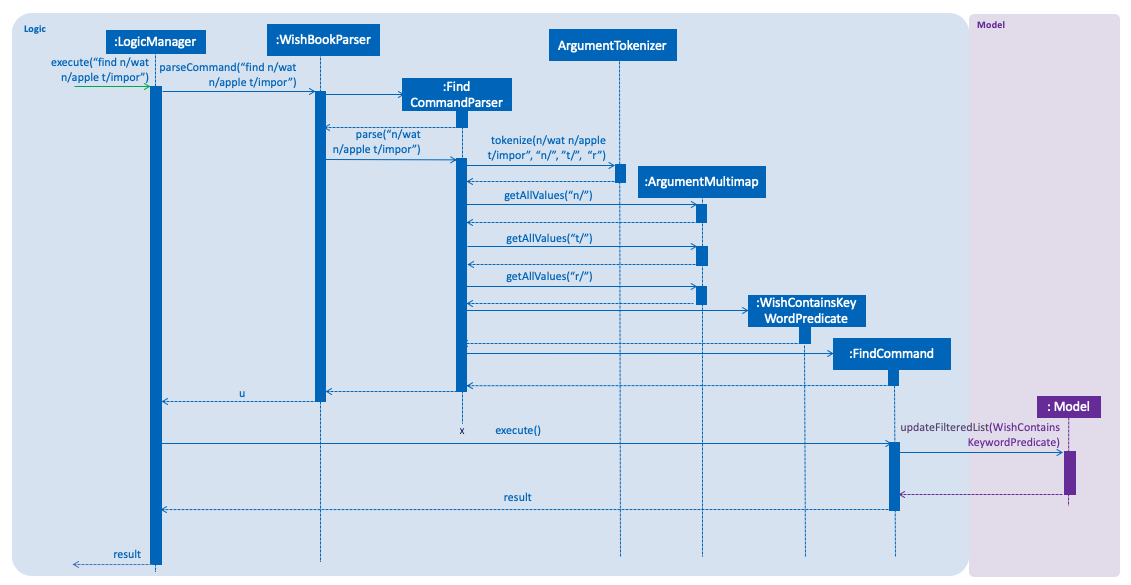 Logic
Model
:LogicManager
:WishBookParser
ArgumentTokenizer
execute(“find n/wat
n/apple t/impor”)
parseCommand(“find n/wat
n/apple t/impor”)
:Find
CommandParser
parse(“n/wat
n/apple t/impor”)
tokenize(n/wat n/apple
t/impor”, “n/”, ”t/”, “r”)
:ArgumentMultimap
getAllValues(“n/”)
getAllValues(“t/”)
getAllValues(“r/”)
:WishContainsKey
WordPredicate
:FindCommand
u
: Model
x
execute()
updateFilteredList(WishContains
KeywordPredicate)
result
result